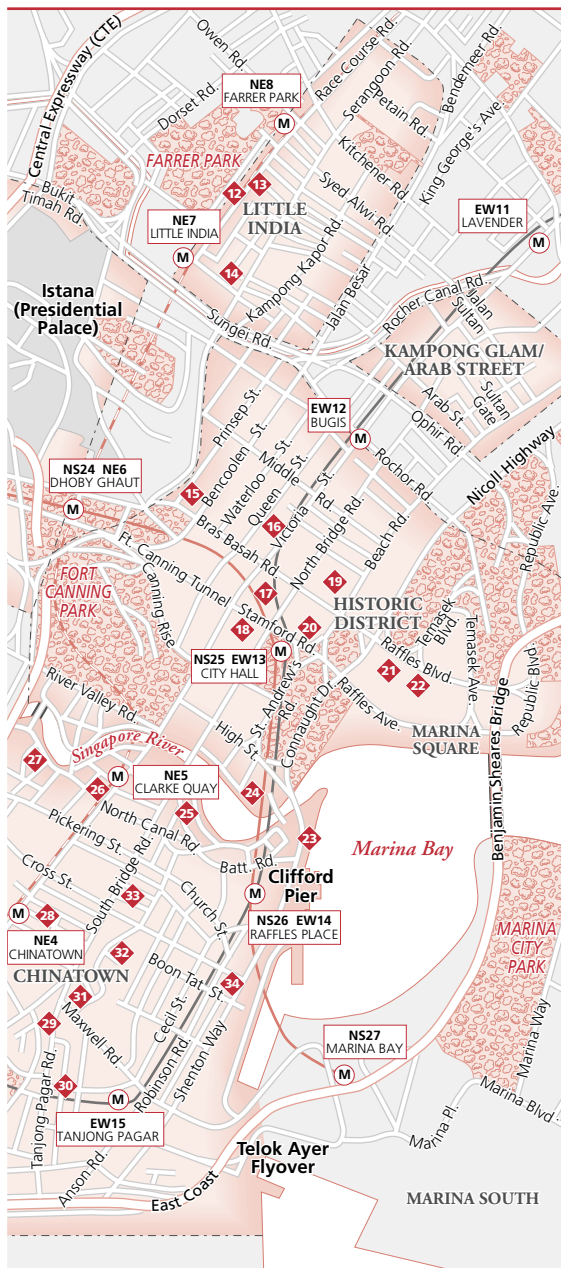 Central Expressway (CTE)
Owen Rd.
Race Course Rd.
Serangoon Rd.
Bendemeer Rd.
NE8
FARRER PARK
Dorset Rd.
Petain Rd.
FARRER PARK
Kitchener Rd.
King George's Ave.
12
13
Bukit
Timah Rd.
LITTLE
INDIA
Syed Alwi Rd.
EW11
LAVENDER
NE7
LITTLE INDIA
14
Kampong Kapor Rd.
Jalan Besar
Istana
(Presidential
Palace)
Sungei Rd.
Rocher Canal Rd.
Jalan
Sultan
KAMPONG GLAM/
ARAB STREET
Arab St.
Sultan
Gate
Prinsep St.
EW12
BUGIS
Ophir Rd.
Nicoll Highway
NS24 NE6
DHOBY GHAUT
15
Bencoolen St.
Waterloo St.
Middle Rd.
Queen St.
16
Victoria St.
Rochor Rd.
Republic Ave.
Bras Basah Rd.
North Bridge Rd.
Beach Rd.
Ft. Canning Tunnel
FORT
CANNING
PARK
Canning Rise
17
19
18
Stamford Rd.
20
HISTORIC
DISTRICT
Temasek
Blvd.
NS25 EW13
CITY HALL
Raffles Blvd.
21
22
Temasek Ave.
Republic Blvd.
River Valley Rd.
St. Andrew's
Rd.
Connaught Dr.
Raffles Ave.
High St.
MARINA
SQUARE
Singapore River
27
NE5
CLARKE QUAY
26
24
25
Benjamin Sheares Bridge
North Canal Rd.
Pickering St.
23
Marina Bay
Batt. Rd.
Clifford
Pier
Cross St.
South Bridge Rd.
33
Church St.
NS26 EW14
RAFFLES PLACE
28
NE4
CHINATOWN
MARINA
CITY
PARK
32
CHINATOWN
Boon Tat St.
34
31
29
Maxwell Rd.
Cecil St.
Robinson Rd.
Shenton Way
NS27
MARINA BAY
Marina Way
30
Tanjong Pagar Rd.
EW15
TANJONG PAGAR
Marina Blvd.
Marina Pl.
Telok Ayer
Flyover
Anson Rd.
East Coast
MARINA SOUTH
M
M
M
M
M
M
M
M
M
M
M